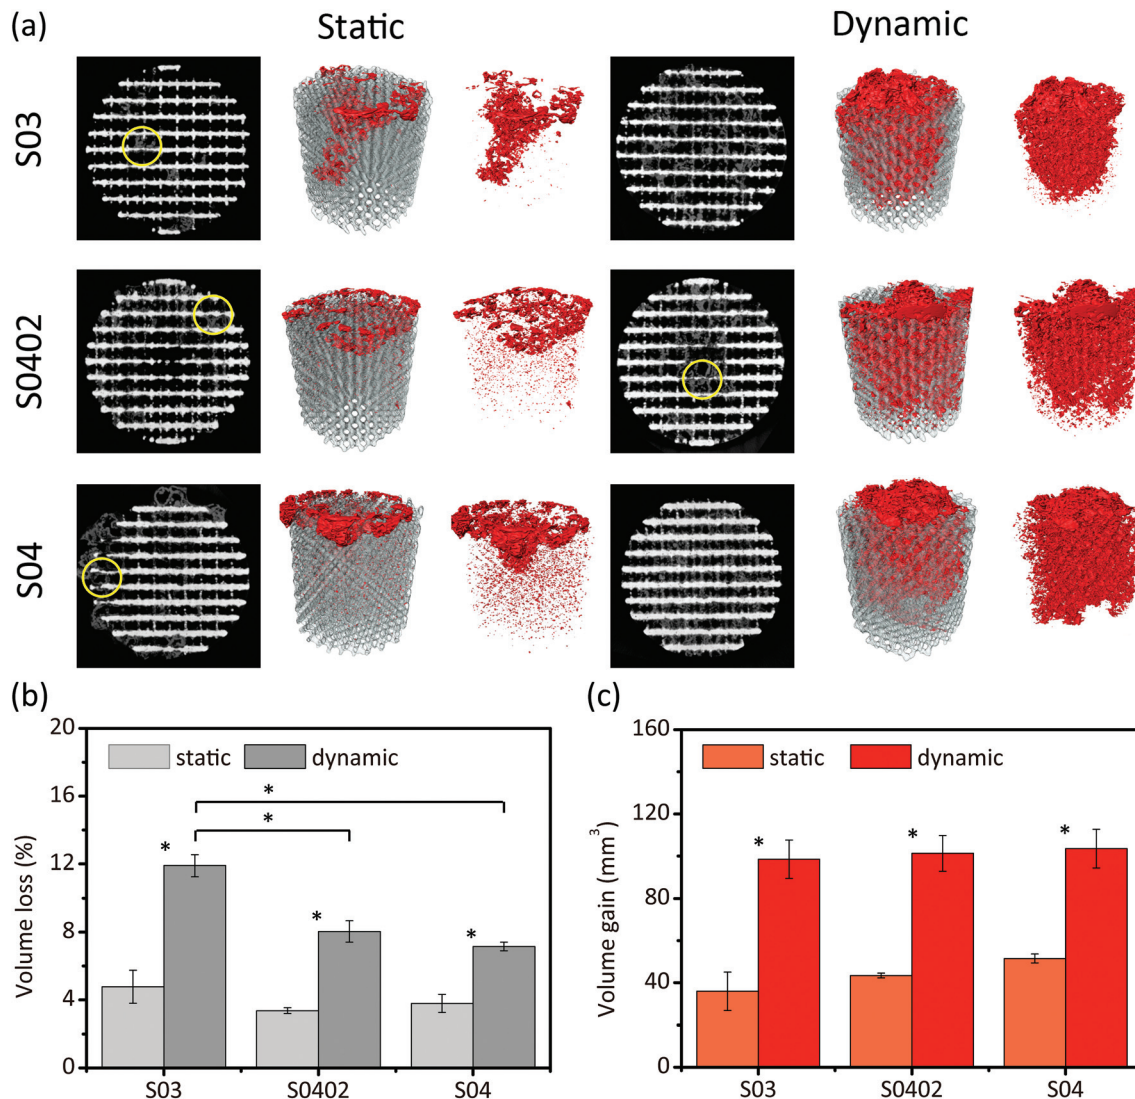 (a)
Static
Dynamic
S03
S0402
S04
(b)
20
16
12
8
4
0
Volume loss (%)
static
dynamic
*
*
*
*
*
S03
S0402
S04
(c)
160
120
80
40
0
Volume gain (mm³)
static
dynamic
*
*
*
S03
S0402
S04